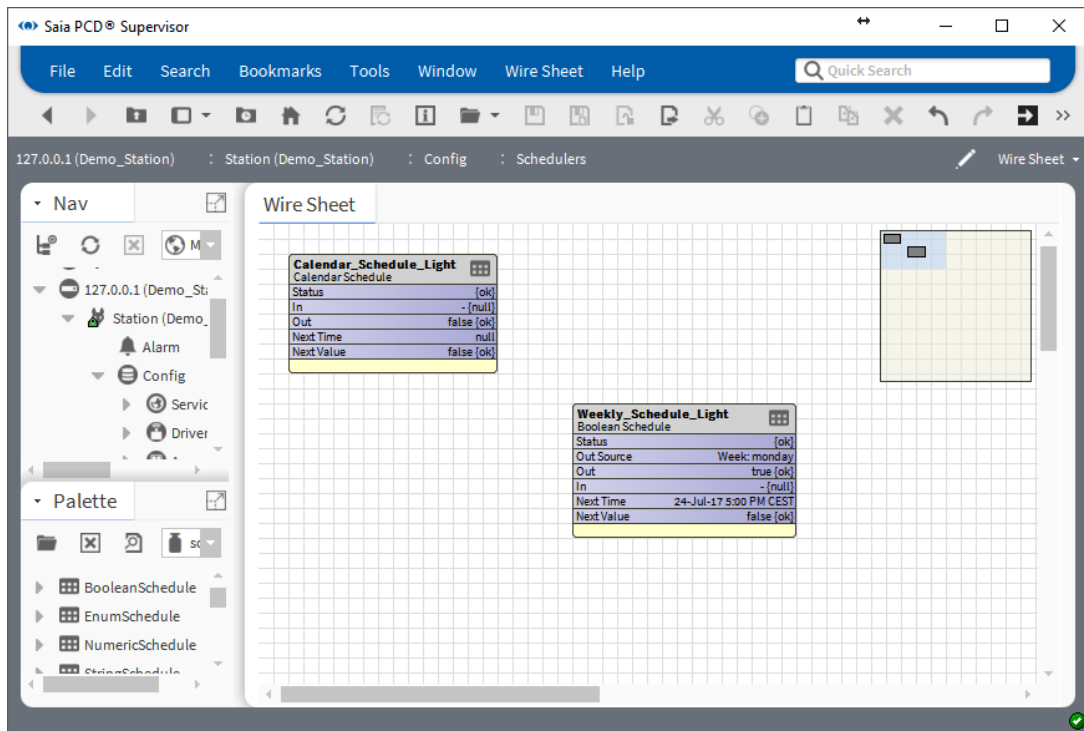 Saia PCD® Supervisor
File Edit Search Bookmarks Tools Window Wire Sheet Help
Quick Search
127.0.0.1 (Demo_Station) : Station (Demo_Station) : Config : Schedulers
Wire Sheet
Nav
M
127.0.0.1 (Demo_Sta
Station (Demo_
Alarm
Config
Servic
Driver
Palette
sc
BooleanSchedule
EnumSchedule
NumericSchedule
StringSchedule
Wire Sheet
Calendar_Schedule_Light
Calendar Schedule
Status {ok}
In - {null}
Out false {ok}
Next Time null
Next Value false {ok}
Weekly_Schedule_Light
Boolean Schedule
Status {ok}
Out Source Week: monday
Out true {ok}
In - {null}
Next Time 24-Jul-17 5:00 PM CEST
Next Value false {ok}